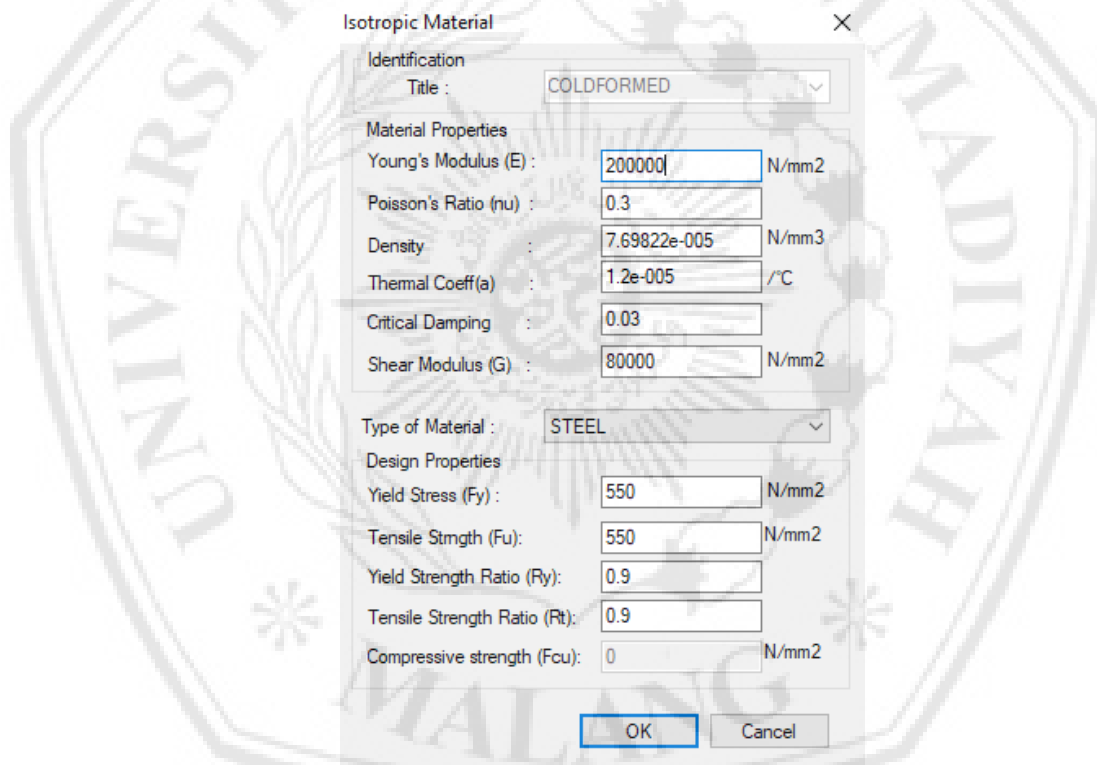 Isotropic Material
Identification
Title : COLDFORMED
Material Properties
Young's Modulus (E) : 200000 N/mm2
Poisson's Ratio (nu) : 0.3
Density : 7.69822e-005 N/mm3
Thermal Coeff(a) : 1.2e-005 /°C
Critical Damping : 0.03
Shear Modulus (G) : 80000 N/mm2
Type of Material : STEEL
Design Properties
Yield Stress (Fy) : 550 N/mm2
Tensile Strngth (Fu): 550 N/mm2
Yield Strength Ratio (Ry): 0.9
Tensile Strength Ratio (Rt): 0.9
Compressive strength (Fcu): 0 N/mm2
OK Cancel
MALANG